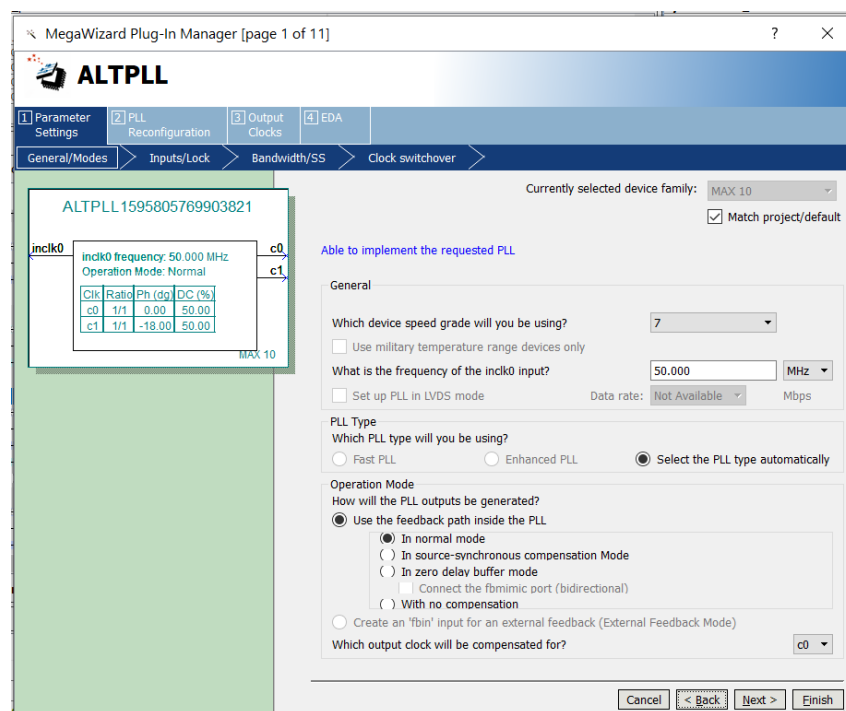 MegaWizard Plug-In Manager [page 1 of 11]
?
ALTPLL
1 Parameter Settings
2 PLL Reconfiguration
3 Output Clocks
4 EDA
General/Modes
Inputs/Lock
Bandwidth/SS
Clock switchover
ALTPLL1595805769903821
inclk0
inclk0 frequency: 50.000 MHz
Operation Mode: Normal
Clk Ratio Ph (dg) DC (%)
c0 1/1 0.00 50.00
c1 1/1 -18.00 50.00
c0
c1
MAX 10
Currently selected device family: MAX 10
Match project/default
Able to implement the requested PLL
General
Which device speed grade will you be using? 7
Use military temperature range devices only
What is the frequency of the inclk0 input? 50.000 MHz
Set up PLL in LVDS mode Data rate: Not Available Mbps
PLL Type
Which PLL type will you be using?
Fast PLL Enhanced PLL Select the PLL type automatically
Operation Mode
How will the PLL outputs be generated?
Use the feedback path inside the PLL
In normal mode
In source-synchronous compensation Mode
In zero delay buffer mode
Connect the fbmimic port (bidirectional)
With no compensation
Create an 'fbin' input for an external feedback (External Feedback Mode)
Which output clock will be compensated for? c0
Cancel < Back Next > Finish